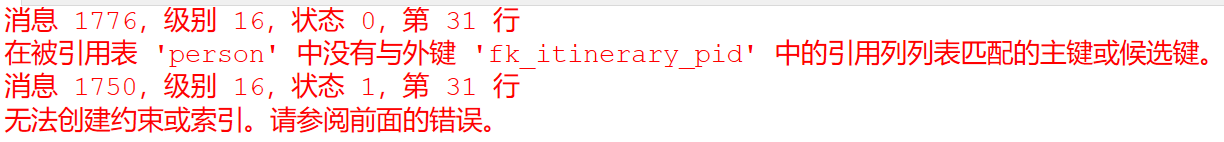 消息 1776，级别 16，状态 0，第 31 行
在被引用表 'person' 中没有与外键 'fk_itinerary_pid' 中的引用列列表匹配的主键或候选键。
消息 1750，级别 16，状态 1，第 31 行
无法创建约束或索引。请参阅前面的错误。